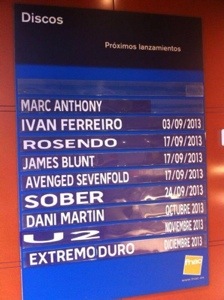 Discos
Próximos lanzamientos
MARC ANTHONY
IVAN FERREIRO 03/09/2013
ROSENDO 17/09/2013
JAMES BLUNT 17/09/2013
AVENGED SEVENFOLD 17/09/2013
SOBER 24/09/2013
DANI MARTIN OCTUBRE 2013
U2 NOVIEMBRE 2013
EXTREMODURO DICIEMBRE 2013
fnac